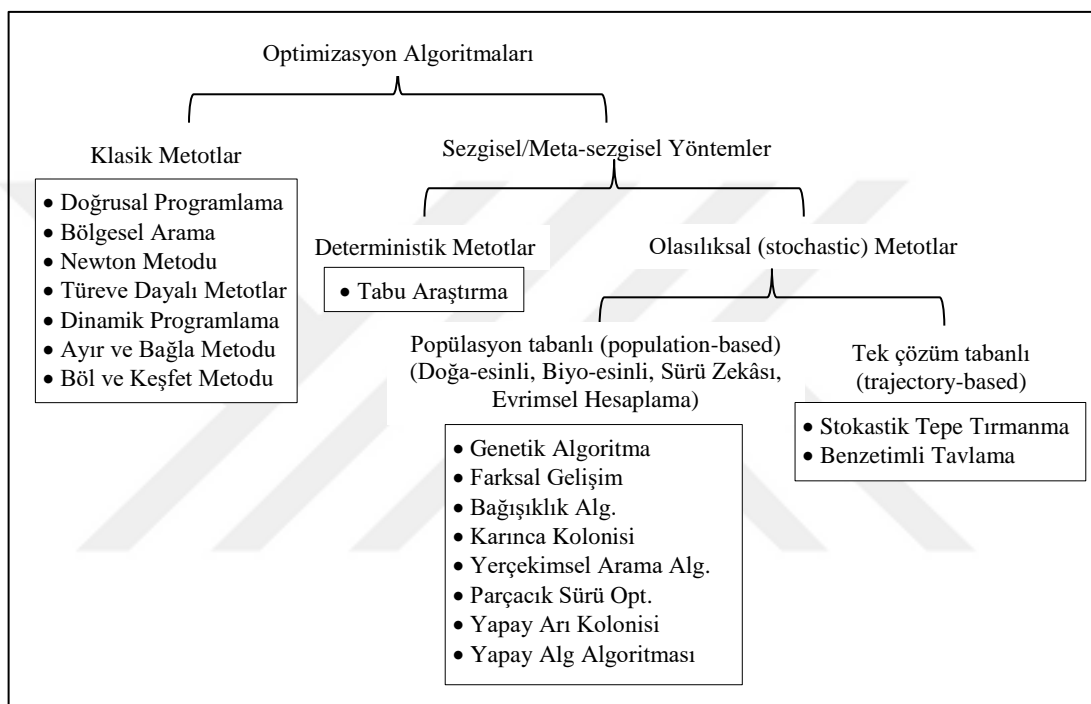 Optimizasyon Algoritmaları
Klasik Metotlar
• Doğrusal Programlama
• Bölgesel Arama
• Newton Metodu
• Türeve Dayalı Metotlar
• Dinamik Programlama
• Ayır ve Bağla Metodu
• Böl ve Keşfet Metodu
Sezgisel/Meta-sezgisel Yöntemler
Deterministik Metotlar
• Tabu Araştırma
Olasılıksal (stochastic) Metotlar
Popülasyon tabanlı (population-based)
(Doğa-esinli, Biyo-esinli, Sürü Zekâsı,
Evrimsel Hesaplama)
• Genetik Algoritma
• Farksal Gelişim
• Bağışıklık Alg.
• Karınca Kolonisi
• Yerçekimsel Arama Alg.
• Parçacık Sürü Opt.
• Yapay Arı Kolonisi
• Yapay Alg Algoritması
Tek çözüm tabanlı
(trajectory-based)
• Stokastik Tepe Tırmanma
• Benzetimli Tavlama